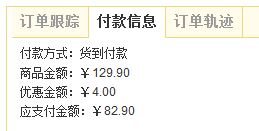 订单跟踪 付款信息 订单轨迹
付款方式：货到付款
商品金额：￥129.90
优惠金额：￥4.00
应支付金额：￥82.90